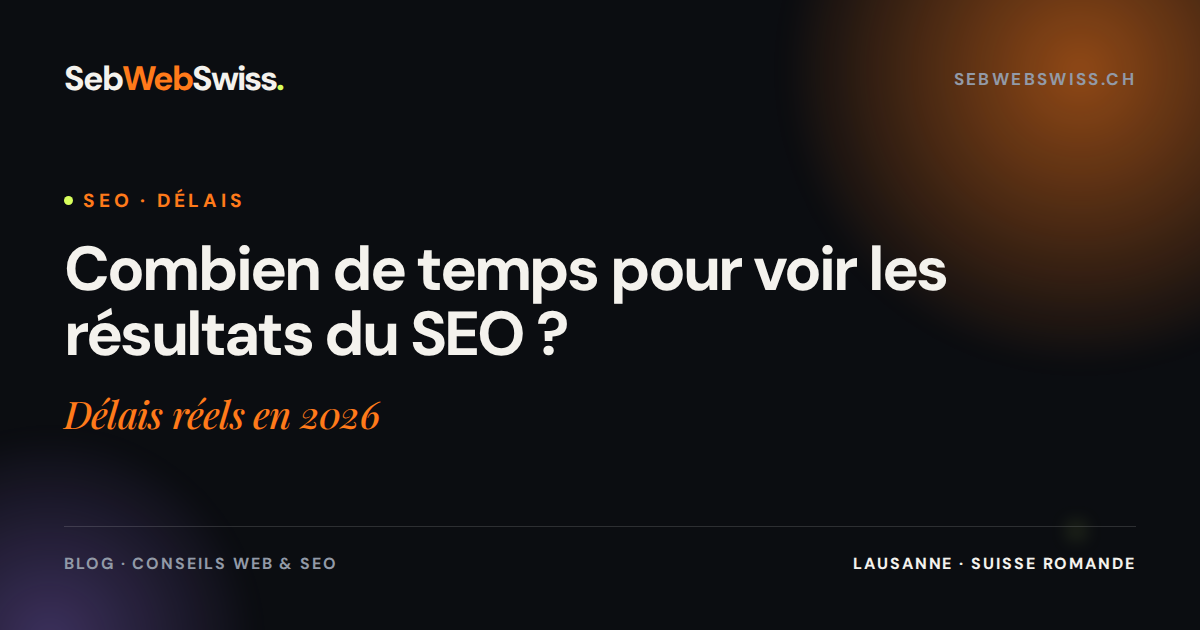 SebWebSwiss.
SEBWEBSWISS.CH
SEO · DÉLAIS
Combien de temps pour voir les
résultats du SEO ?
Délais réels en 2026
BLOG · CONSEILS WEB & SEO
LAUSANNE · SUISSE ROMANDE